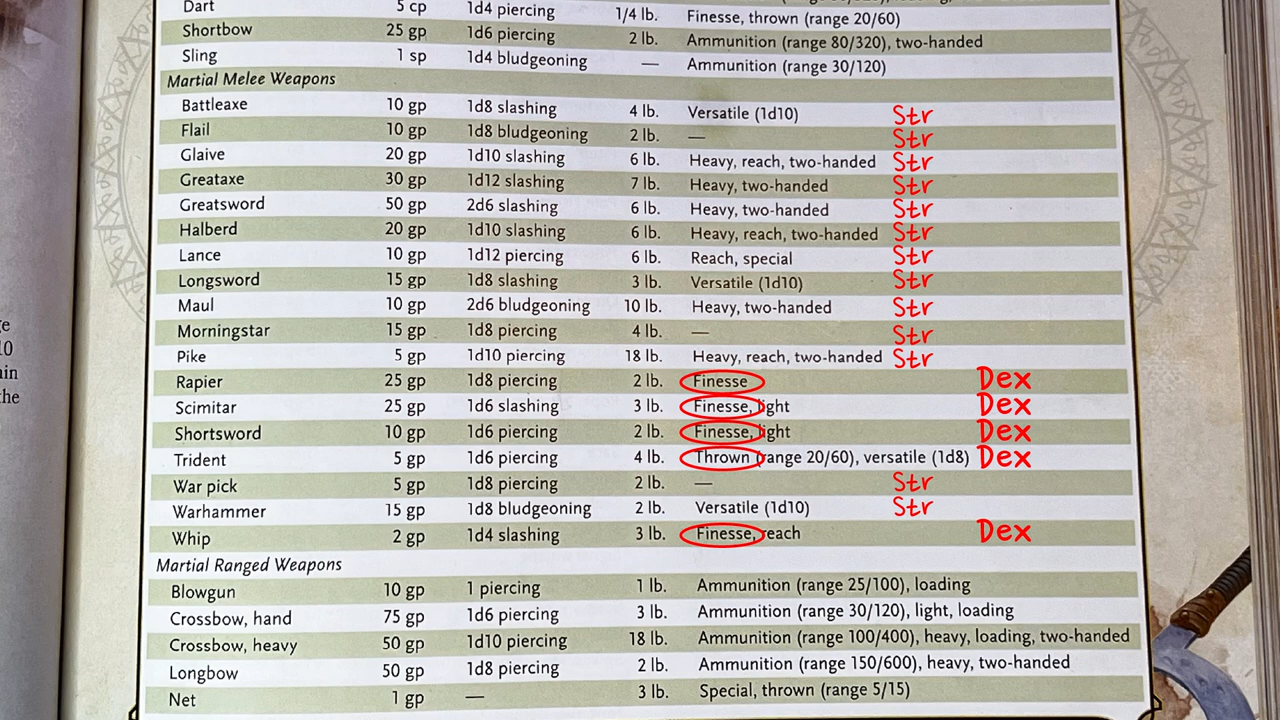 Dart 5 cp 1d4 piercing 1/4 lb. Finesse, thrown (range 20/60)
Shortbow 25 gp 1d6 piercing 2 lb. Ammunition (range 80/320), two-handed
Sling 1 sp 1d4 bludgeoning — Ammunition (range 30/120)
Martial Melee Weapons
Battleaxe 10 gp 1d8 slashing 4 lb. Versatile (1d10) Str
Flail 10 gp 1d8 bludgeoning 2 lb. — Str
Glaive 20 gp 1d10 slashing 6 lb. Heavy, reach, two-handed Str
Greataxe 30 gp 1d12 slashing 7 lb. Heavy, two-handed Str
Greatsword 50 gp 2d6 slashing 6 lb. Heavy, two-handed Str
Halberd 20 gp 1d10 slashing 6 lb. Heavy, reach, two-handed Str
Lance 10 gp 1d12 piercing 6 lb. Reach, special Str
Longsword 15 gp 1d8 slashing 3 lb. Versatile (1d10) Str
Maul 10 gp 2d6 bludgeoning 10 lb. Heavy, two-handed Str
Morningstar 15 gp 1d8 piercing 4 lb. — Str
Pike 5 gp 1d10 piercing 18 lb. Heavy, reach, two-handed Str
Rapier 25 gp 1d8 piercing 2 lb. Finesse Dex
Scimitar 25 gp 1d6 slashing 3 lb. Finesse, light Dex
Shortsword 10 gp 1d6 piercing 2 lb. Finesse, light Dex
Trident 5 gp 1d6 piercing 4 lb. Thrown (range 20/60), versatile (1d8) Dex
War pick 5 gp 1d8 piercing 2 lb. — Str
Warhammer 15 gp 1d8 bludgeoning 2 lb. Versatile (1d10) Str
Whip 2 gp 1d4 slashing 3 lb. Finesse, reach Dex
Martial Ranged Weapons
Blowgun 10 gp 1 piercing 1 lb. Ammunition (range 25/100), loading
Crossbow, hand 75 gp 1d6 piercing 3 lb. Ammunition (range 30/120), light, loading
Crossbow, heavy 50 gp 1d10 piercing 18 lb. Ammunition (range 100/400), heavy, loading, two-handed
Longbow 50 gp 1d8 piercing 2 lb. Ammunition (range 150/600), heavy, two-handed
Net 1 gp — 3 lb. Special, thrown (range 5/15)
the